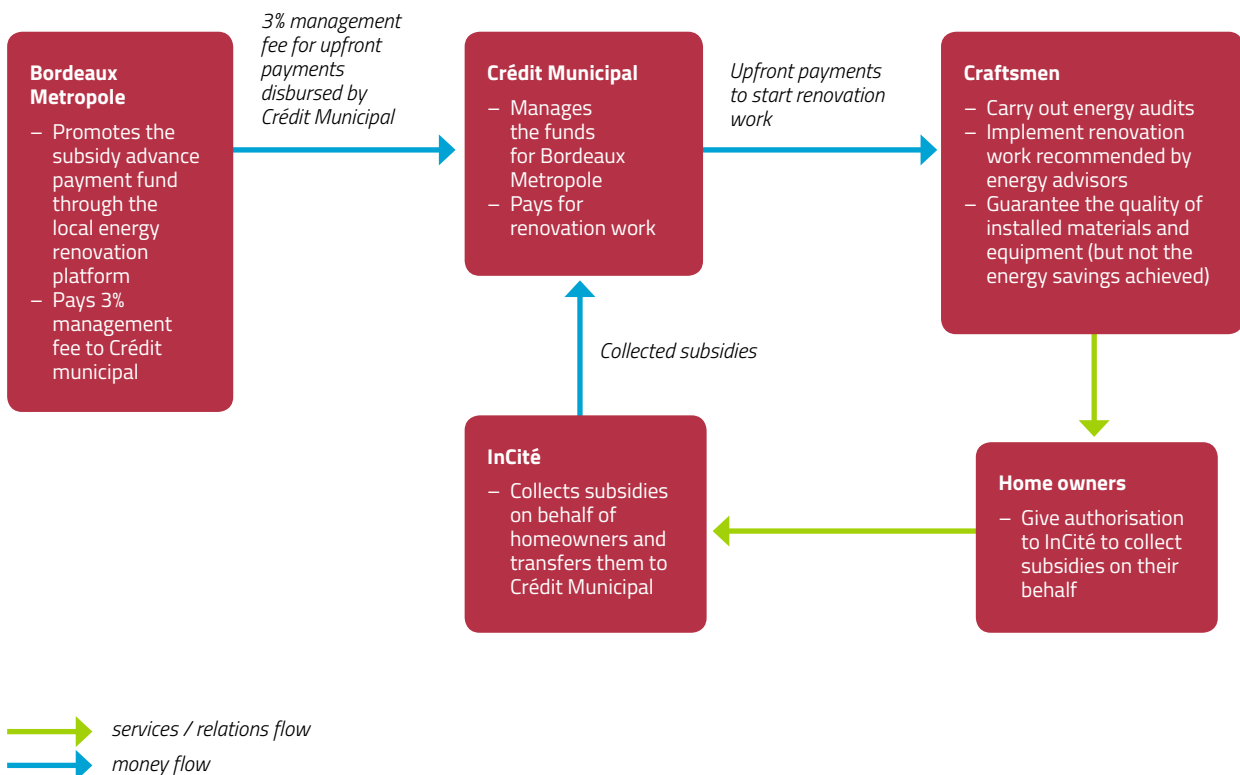 Bordeaux
Metropole
– Promotes the
subsidy advance
payment fund
through the
local energy
renovation
platform
– Pays 3%
management
fee to Crédit
municipal
3% management
fee for upfront
payments
disbursed by
Crédit Municipal
Crédit Municipal
– Manages
the funds
for Bordeaux
Metropole
– Pays for
renovation work
Upfront payments
to start renovation
work
Craftsmen
– Carry out energy audits
– Implement renovation
work recommended by
energy advisors
– Guarantee the quality of
installed materials and
equipment (but not the
energy savings achieved)
Collected subsidies
InCité
– Collects subsidies
on behalf of
homeowners and
transfers them to
Crédit Municipal
Home owners
– Give authorisation
to InCité to collect
subsidies on their
behalf
services / relations flow
money flow